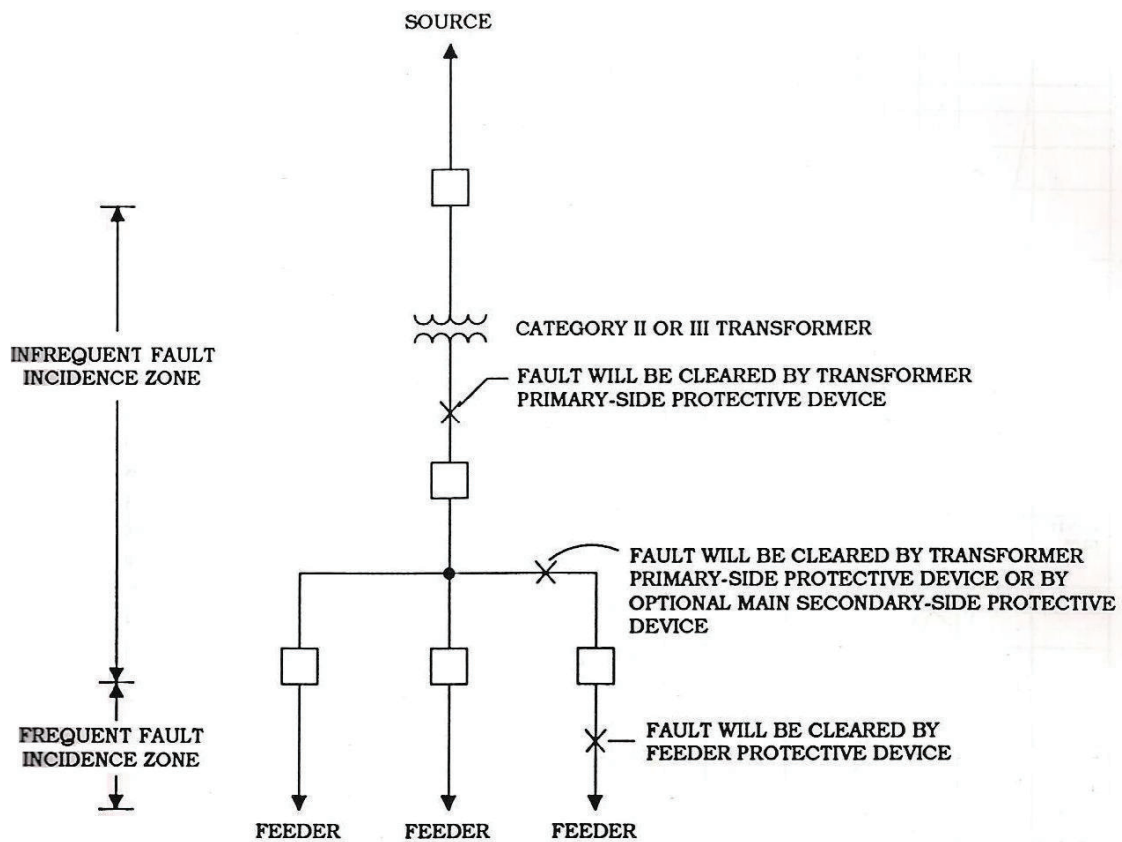 SOURCE
CATEGORY II OR III TRANSFORMER
INFREQUENT FAULT
INCIDENCE ZONE
FAULT WILL BE CLEARED BY TRANSFORMER
PRIMARY-SIDE PROTECTIVE DEVICE
FAULT WILL BE CLEARED BY TRANSFORMER
PRIMARY-SIDE PROTECTIVE DEVICE OR BY
OPTIONAL MAIN SECONDARY-SIDE PROTECTIVE
DEVICE
FREQUENT FAULT
INCIDENCE ZONE
FAULT WILL BE CLEARED BY
FEEDER PROTECTIVE DEVICE
FEEDER
FEEDER
FEEDER